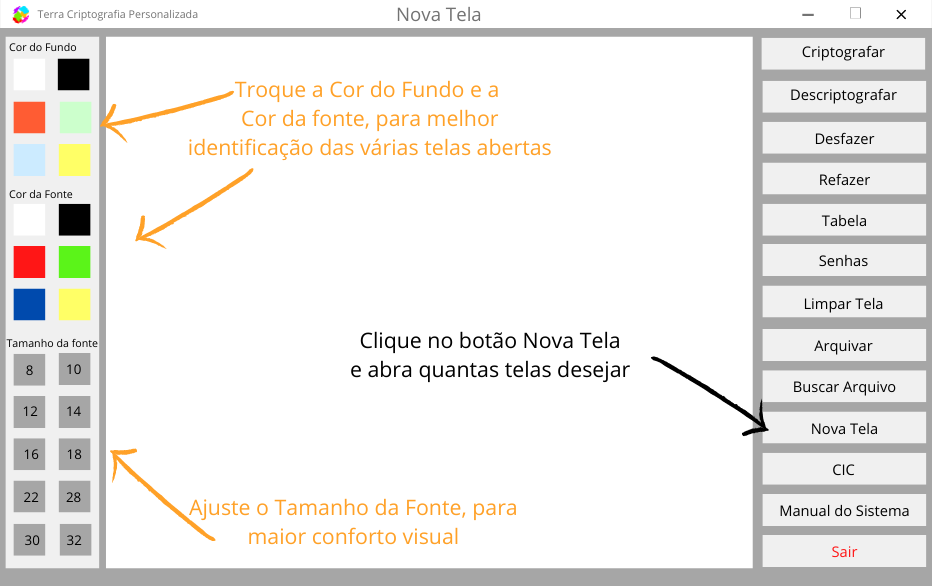 Terra Criptografia Personalizada
Nova Tela
Cor do Fundo
Cor da Fonte
Tamanho da fonte
8 10
12 14
16 18
22 28
30 32
Troque a Cor do Fundo e a
Cor da fonte, para melhor
identificação das várias telas abertas
Clique no botão Nova Tela
e abra quantas telas desejar
Ajuste o Tamanho da Fonte, para
maior conforto visual
Criptografar
Descriptografar
Desfazer
Refazer
Tabela
Senhas
Limpar Tela
Arquivar
Buscar Arquivo
Nova Tela
CIC
Manual do Sistema
Sair